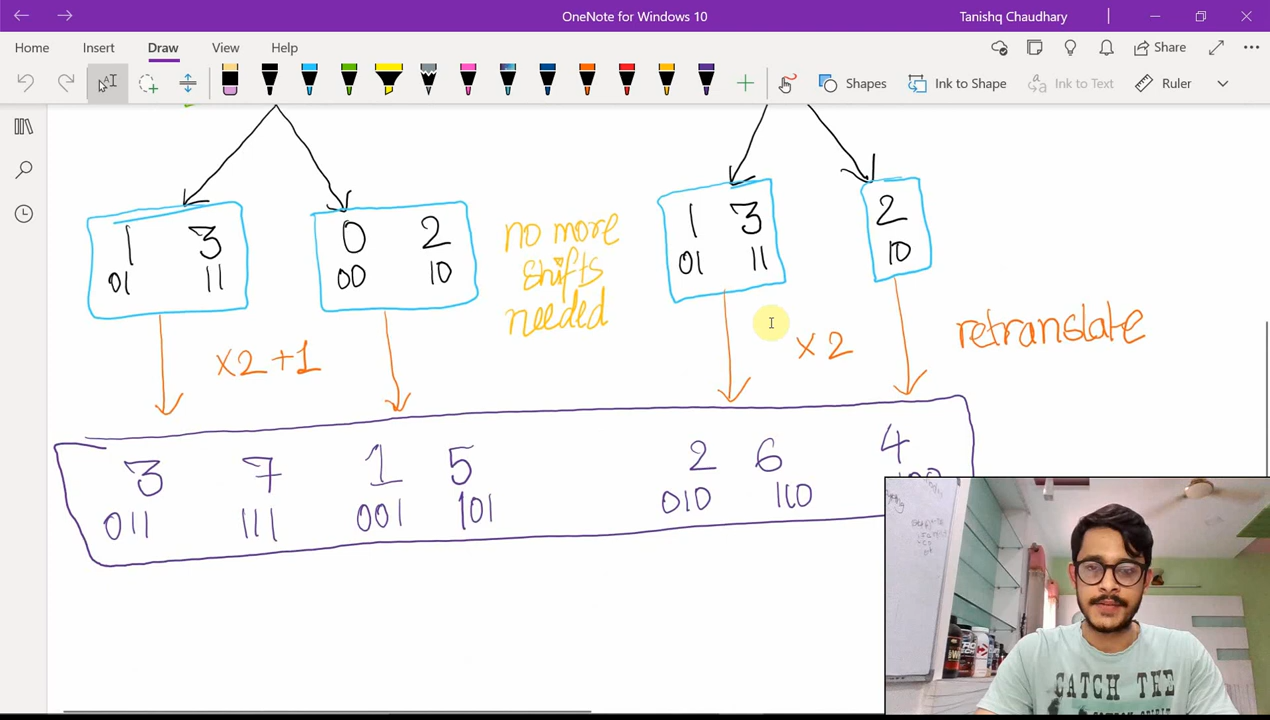 OneNote for Windows 10
Tanishq Chaudhary
Home Insert Draw View Help
Share
Shapes Ink to Shape Ink to Text Ruler
1 3
01 11
0 2
00 10
no more
shifts
needed
1 3
01 11
2
10
x2 +1
x 2
retranslate
3 7 1 5 2 6 4
011 111 001 101 010 110
CATCH THE